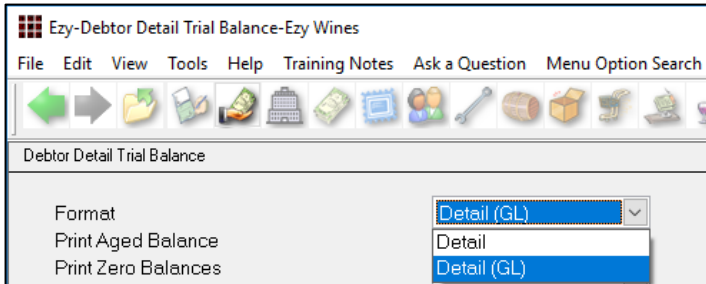 Ezy-Debtor Detail Trial Balance-Ezy Wines
File Edit View Tools Help Training Notes Ask a Question Menu Option Search
Debtor Detail Trial Balance
Format Detail (GL)
Print Aged Balance Detail
Print Zero Balances Detail (GL)